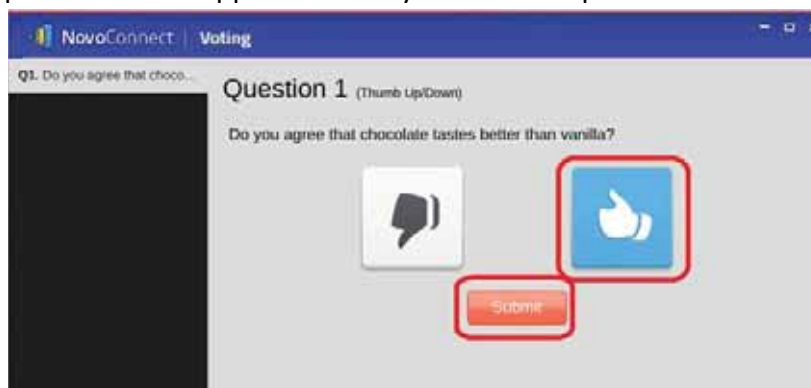 NovoConnect | Voting
Q1. Do you agree that choco...
Question 1 (Thumb Up/Down)
Do you agree that chocolate tastes better than vanilla?
Submit